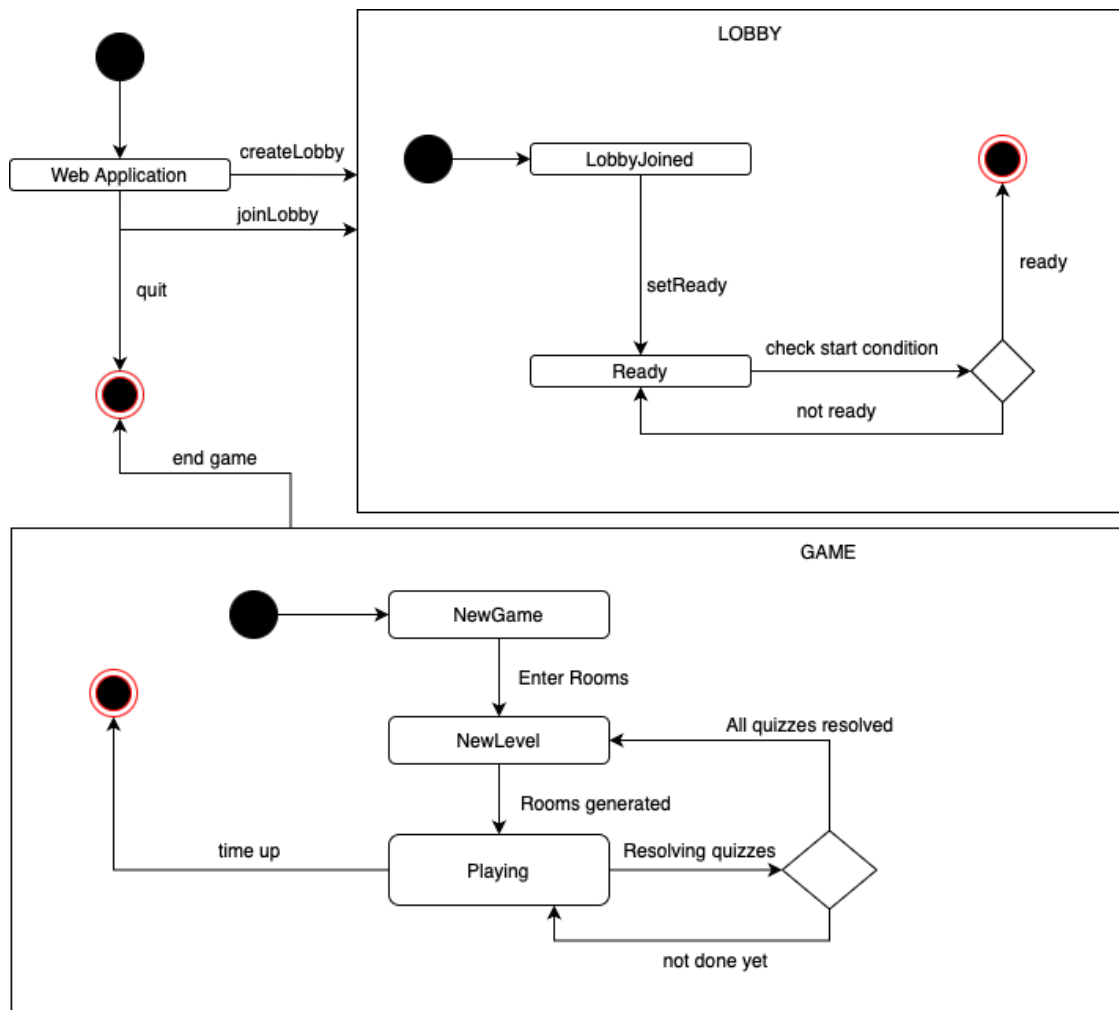 LOBBY
createLobby
Web Application
LobbyJoined
joinLobby
ready
setReady
quit
check start condition
Ready
not ready
end game
GAME
NewGame
Enter Rooms
All quizzes resolved
NewLevel
Rooms generated
time up
Resolving quizzes
Playing
not done yet